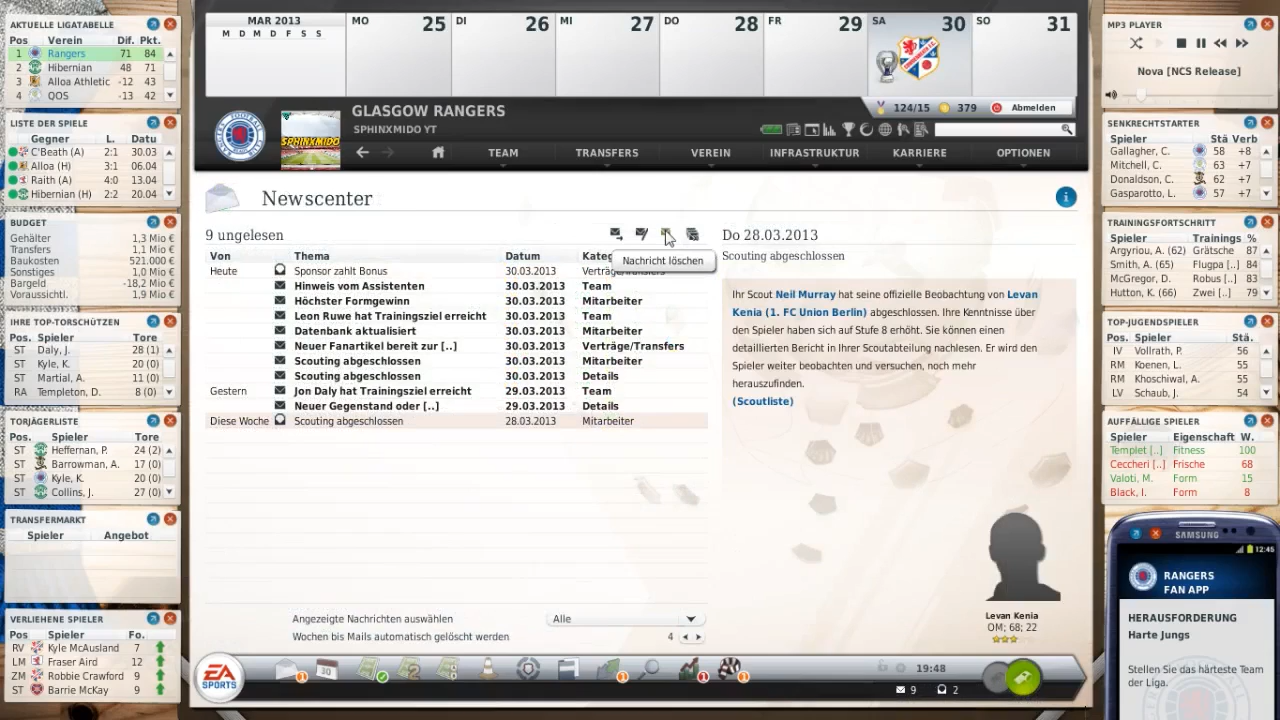 AKTUELLE LIGATABELLE
Pos Verein Dif. Pkt.
1 Rangers 71 84
2 Hibernian 48 71
3 Alloa Athletic -12 43
4 QOS -13 42
LISTE DER SPIELE
Gegner L. Datu
C'Beath (A) 2:1 30.03
Alloa (H) 3:1 06.04
Raith (A) 4:0 13.04
Hibernian (H) 2:2 20.04
BUDGET
Gehälter 1,3 Mio €
Transfers 1,1 Mio €
Baukosten 521.000 €
Sonstiges 1,0 Mio €
Bargeld -18,2 Mio €
Voraussichtl. 1,9 Mio €
IHRE TOP-TORSCHÜTZEN
Pos. Spieler Tore
ST Daly, J. 28 (1)
ST Kyle, K. 20 (0)
ST Martial, A. 11 (0)
RA Templeton, D. 8 (0)
TORJÄGERLISTE
Pos. Spieler Tore
ST Heffernan, P. 24 (2)
ST Barrowman, A. 17 (0)
ST Kyle, K. 20 (0)
ST Collins, J. 27 (0)
TRANSFERMARKT
Spieler Angebot
VERLIEHENE SPIELER
Pos Spieler Fo.
RV Kyle McAusland 7
LM Fraser Aird 12
ZM Robbie Crawford 9
ST Barrie McKay 9
MAR 2013
M D M D F S S
MO 25
DI 26
MI 27
DO 28
FR 29
SA 30
SO 31
GLASGOW RANGERS
SPHINXMIDO YT
SPHINXMIDO
124/15 379 Abmelden
TEAM TRANSFERS VEREIN INFRASTRUKTUR KARRIERE OPTIONEN
Newscenter
9 ungelesen
Von Thema Datum Kateg
Nachricht löschen
Heute Sponsor zahlt Bonus 30.03.2013 Verträge/Transfers
Hinweis vom Assistenten 30.03.2013 Team
Höchster Formgewinn 30.03.2013 Mitarbeiter
Leon Ruwe hat Trainingsziel erreicht 30.03.2013 Team
Datenbank aktualisiert 30.03.2013 Mitarbeiter
Neuer Fanartikel bereit zur [..] 30.03.2013 Verträge/Transfers
Scouting abgeschlossen 30.03.2013 Mitarbeiter
Scouting abgeschlossen 30.03.2013 Details
Gestern Jon Daly hat Trainingsziel erreicht 29.03.2013 Team
Neuer Gegenstand oder [..] 29.03.2013 Details
Diese Woche Scouting abgeschlossen 28.03.2013 Mitarbeiter
Angezeigte Nachrichten auswählen Alle
Wochen bis Mails automatisch gelöscht werden 4
Do 28.03.2013
Scouting abgeschlossen
Ihr Scout Neil Murray hat seine offizielle Beobachtung von Levan
Kenia (1. FC Union Berlin) abgeschlossen. Ihre Kenntnisse über
den Spieler haben sich auf Stufe 8 erhöht. Sie können einen
detaillierten Bericht in Ihrer Scoutabteilung nachlesen. Er wird den
Spieler weiter beobachten und versuchen, noch mehr
herauszufinden.
(Scoutliste)
Levan Kenia
OM; 68; 22
EA
SPORTS
30
1
1
1
1
19:48
9 2
MP3 PLAYER
Nova [NCS Release]
SENKRECHTSTARTER
Spieler Stä Verb
Gallagher, C. 58 +8
Mitchell, C. 63 +7
Donaldson, C. 62 +7
Gasparotto, L. 57 +7
TRAININGSFORTSCHRITT
Spieler Trainings %
Argyriou, A. (62) Grätsche 87
Smith, A. (65) Flugpa [..] 84
McGregor, D. Robus [..] 83
Hutton, K. (66) Zwei [..] 79
TOP-JUGENDSPIELER
Pos. Spieler Stä.
IV Vollrath, P. 56
RM Koenen, L. 55
RM Khoschiwal, A. 55
LV Schaub, J. 54
AUFFÄLLIGE SPIELER
Spieler Eigenschaft W.
Templet [..] Fitness 100
Ceccheri [..] Frische 68
Valoti, M. Form 15
Black, I. Form 8
SAMSUNG
12:46
RANGERS
FAN APP
HERAUSFORDERUNG
Harte Jungs
Stellen Sie das härteste Team
der Liga.